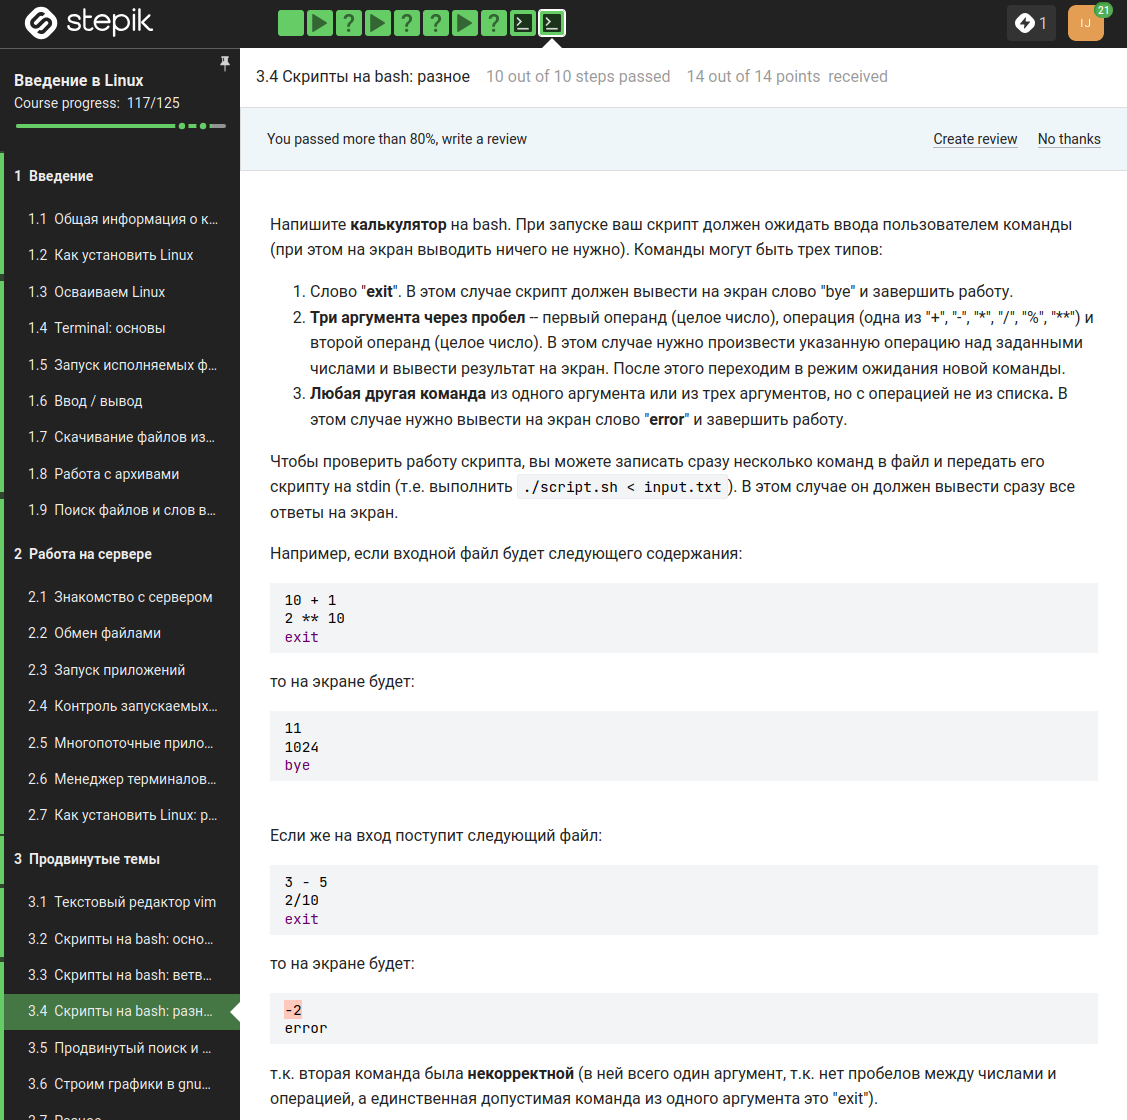 stepik
1
IJ
21
Введение в Linux
Course progress: 117/125
1 Введение
1.1 Общая информация о к...
1.2 Как установить Linux
1.3 Осваиваем Linux
1.4 Terminal: основы
1.5 Запуск исполняемых ф...
1.6 Ввод / вывод
1.7 Скачивание файлов из...
1.8 Работа с архивами
1.9 Поиск файлов и слов в...
2 Работа на сервере
2.1 Знакомство с сервером
2.2 Обмен файлами
2.3 Запуск приложений
2.4 Контроль запускаемых...
2.5 Многопоточные прило...
2.6 Менеджер терминалов...
2.7 Как установить Linux: р...
3 Продвинутые темы
3.1 Текстовый редактор vim
3.2 Скрипты на bash: осно...
3.3 Скрипты на bash: ветв...
3.4 Скрипты на bash: разн...
3.5 Продвинутый поиск и ...
3.6 Строим графики в gnu...
3.4 Скрипты на bash: разное 10 out of 10 steps passed 14 out of 14 points received
You passed more than 80%, write a review
Create review No thanks
Напишите калькулятор на bash. При запуске ваш скрипт должен ожидать ввода пользователем команды
(при этом на экран выводить ничего не нужно). Команды могут быть трех типов:
1. Слово "exit". В этом случае скрипт должен вывести на экран слово "bye" и завершить работу.
2. Три аргумента через пробел -- первый операнд (целое число), операция (одна из "+", "-", "*", "/", "%", "**") и
второй операнд (целое число). В этом случае нужно произвести указанную операцию над заданными
числами и вывести результат на экран. После этого переходим в режим ожидания новой команды.
3. Любая другая команда из одного аргумента или из трех аргументов, но с операцией не из списка. В
этом случае нужно вывести на экран слово "error" и завершить работу.
Чтобы проверить работу скрипта, вы можете записать сразу несколько команд в файл и передать его
скрипту на stdin (т.е. выполнить ./script.sh < input.txt ). В этом случае он должен вывести сразу все
ответы на экран.
Например, если входной файл будет следующего содержания:
10 + 1
2 ** 10
exit
то на экране будет:
11
1024
bye
Если же на вход поступит следующий файл:
3 - 5
2/10
exit
то на экране будет:
-2
error
т.к. вторая команда была некорректной (в ней всего один аргумент, т.к. нет пробелов между числами и
операцией, а единственная допустимая команда из одного аргумента это "exit").